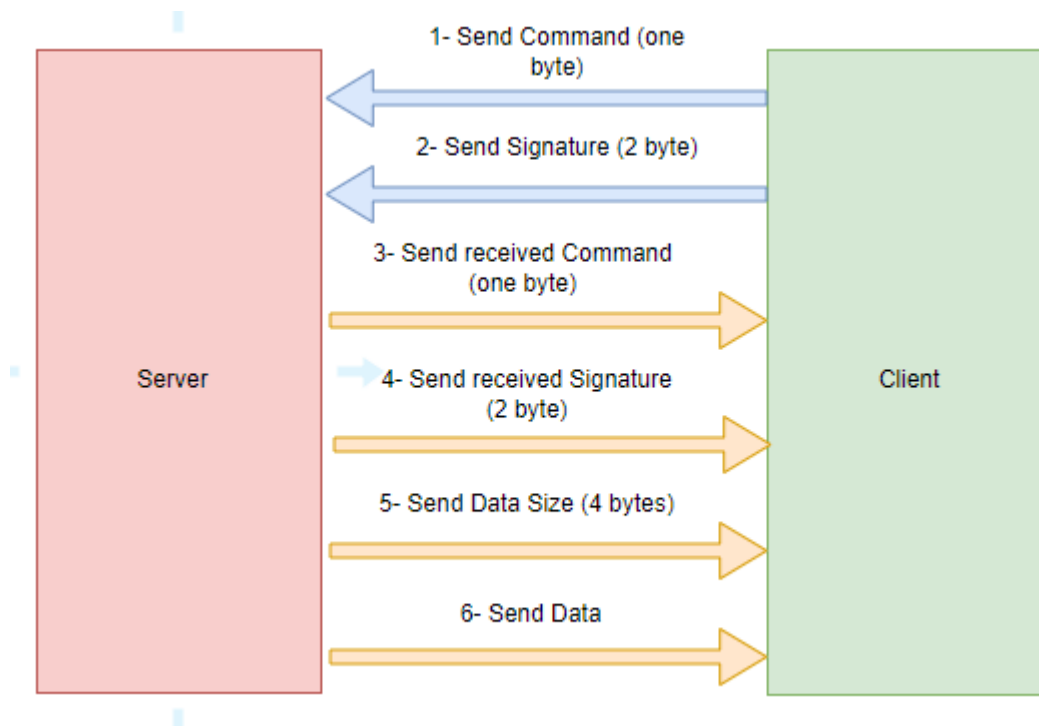 1- Send Command (one
byte)
2- Send Signature (2 byte)
3- Send received Command
(one byte)
Server
4- Send received Signature
(2 byte)
Client
5- Send Data Size (4 bytes)
6- Send Data